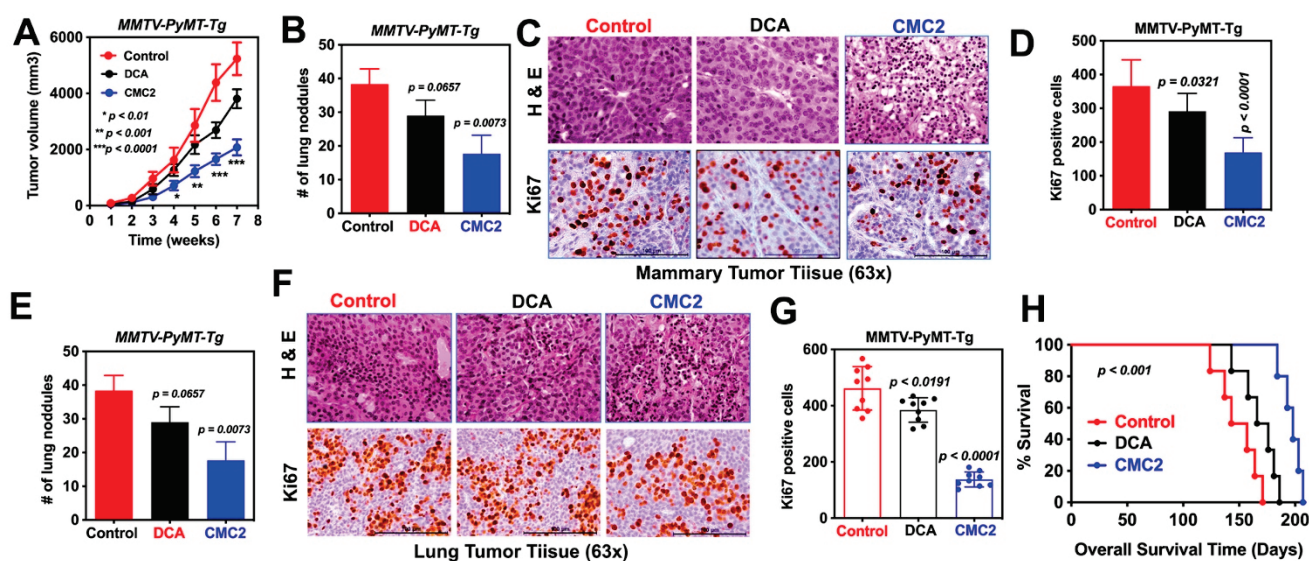 A
MMTV-PyMT-Tg
Tumor volume (mm3)
6000
4000
2000
0
Control
DCA
CMC2
* p < 0.01
** p < 0.001
***p < 0.0001
*
**
***
***
0 1 2 3 4 5 6 7 8
Time (weeks)
B
MMTV-PyMT-Tg
# of lung noddules
50
40
30
20
10
0
p = 0.0657
p = 0.0073
Control DCA CMC2
C
Control DCA CMC2
H & E
Ki67
Mammary Tumor Tiisue (63x)
D
MMTV-PyMT-Tg
Ki67 positive cells
500
400
300
200
100
0
p = 0.0321
p < 0.0001
Control DCA CMC2
E
MMTV-PyMT-Tg
# of lung noddules
50
40
30
20
10
0
p = 0.0657
p = 0.0073
Control DCA CMC2
F
Control DCA CMC2
H & E
Ki67
Lung Tumor Tiisue (63x)
G
MMTV-PyMT-Tg
Ki67 positive cells
600
400
200
0
p < 0.0191
p < 0.0001
Control DCA CMC2
H
% Survival
100
80
60
40
20
0
p < 0.001
Control
DCA
CMC2
0 50 100 150 200
Overall Survival Time (Days)